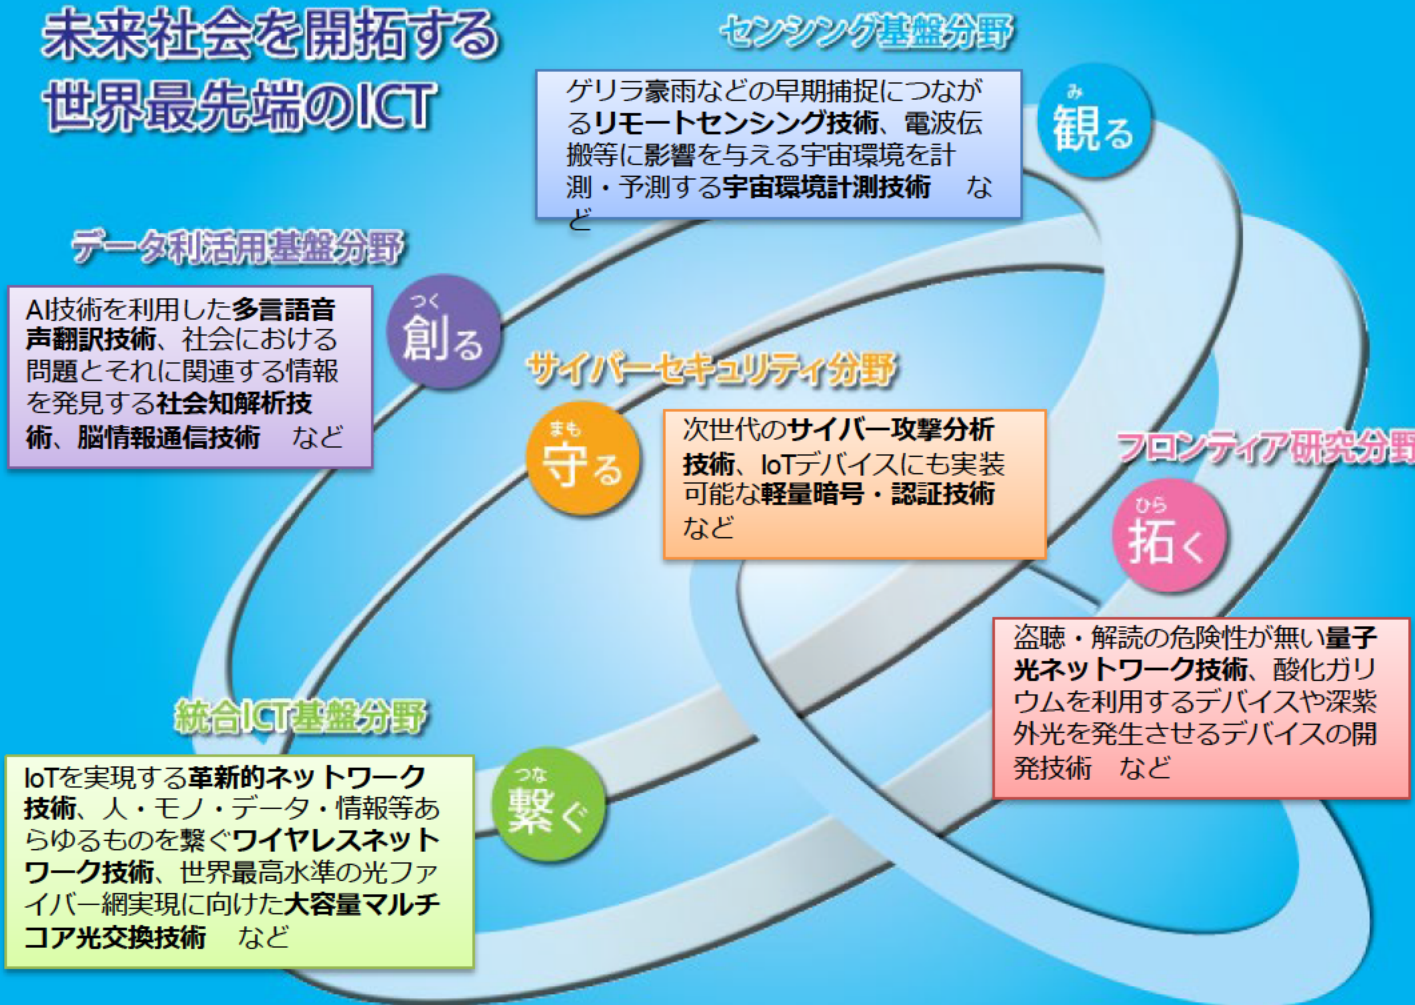 未来社会を開拓する
世界最先端のICT
センシング基盤分野
ゲリラ豪雨などの早期捕捉につなが
るリモートセンシング技術、電波伝
搬等に影響を与える宇宙環境を計
測・予測する宇宙環境計測技術　な
ど
み
観る
データ利活用基盤分野
AI技術を利用した多言語音
声翻訳技術、社会における
問題とそれに関連する情報
を発見する社会知解析技
術、脳情報通信技術　など
つく
創る
サイバーセキュリティ分野
まも
守る
次世代のサイバー攻撃分析
技術、IoTデバイスにも実装
可能な軽量暗号・認証技術
など
フロンティア研究分野
ひら
拓く
盗聴・解読の危険性が無い量子
光ネットワーク技術、酸化ガリ
ウムを利用するデバイスや深紫
外光を発生させるデバイスの開
発技術　など
統合ICT基盤分野
IoTを実現する革新的ネットワーク
技術、人・モノ・データ・情報等あ
らゆるものを繋ぐワイヤレスネット
ワーク技術、世界最高水準の光ファ
イバー網実現に向けた大容量マルチ
コア光交換技術　など
つな
繋ぐ